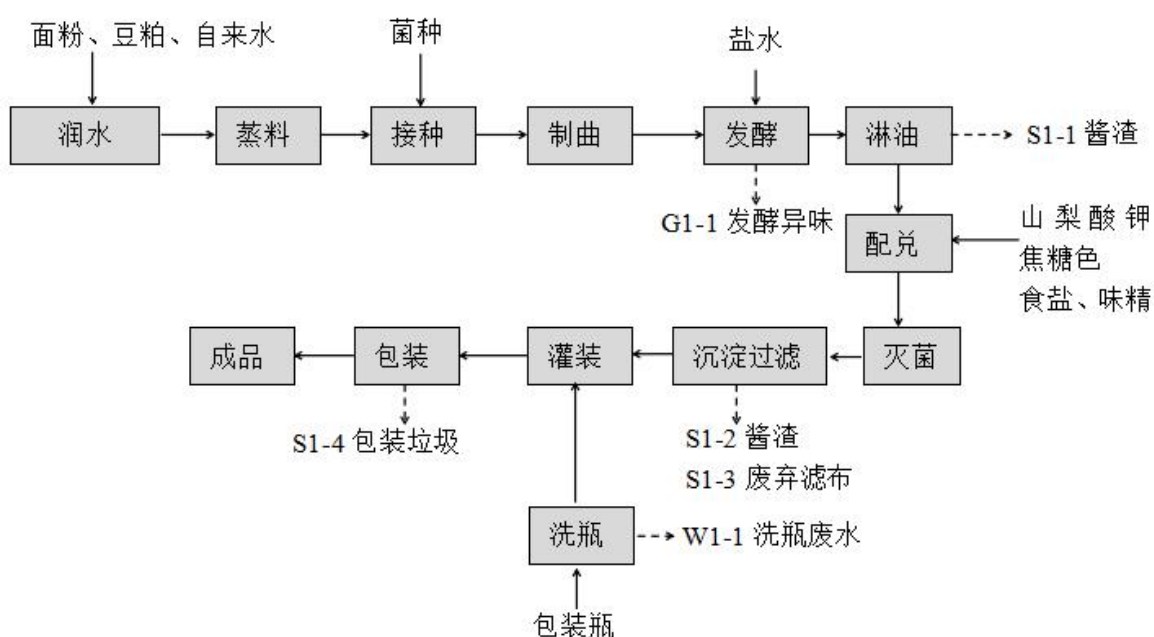 面粉、豆粕、自来水
菌种
盐水
润水
蒸料
接种
制曲
发酵
淋油
S1-1 酱渣
G1-1 发酵异味
配兑
山梨酸钾
焦糖色
食盐、味精
成品
包装
灌装
沉淀过滤
灭菌
S1-4 包装垃圾
S1-2 酱渣
S1-3 废弃滤布
洗瓶
W1-1 洗瓶废水
包装瓶